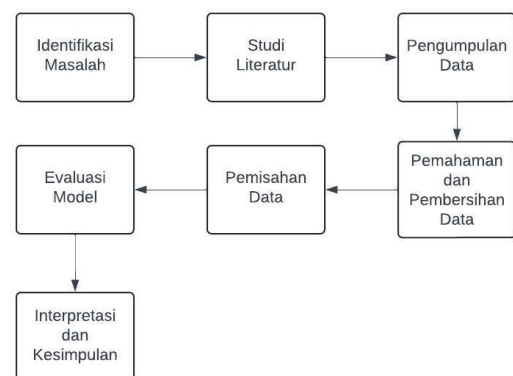 Identifikasi
Masalah
Studi
Literatur
Pengumpulan
Data
Pemahaman
dan
Pembersihan
Data
Pemisahan
Data
Evaluasi
Model
Interpretasi
dan
Kesimpulan